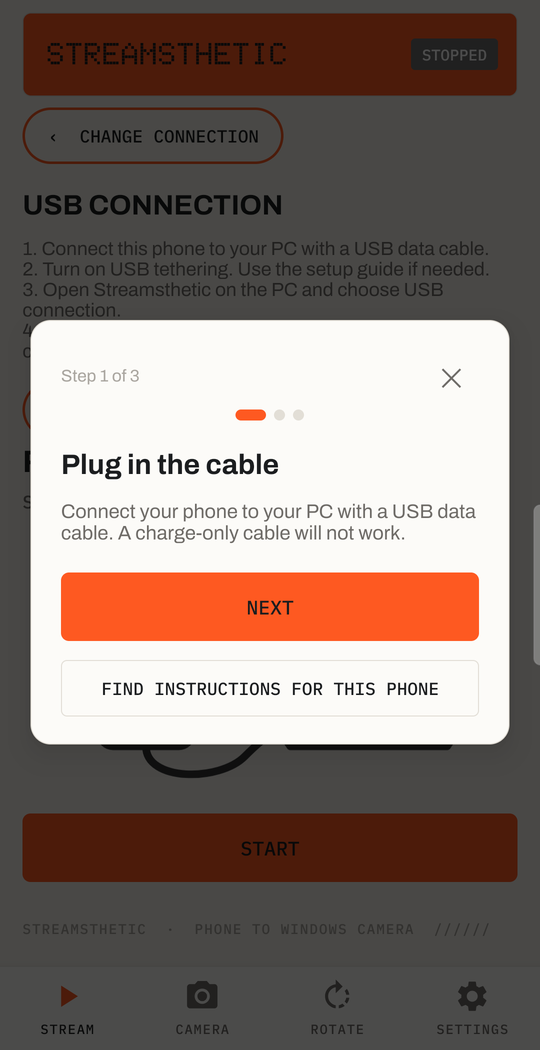 STREAMSTHETIC
STOPPED
‹ CHANGE CONNECTION
USB CONNECTION
1. Connect this phone to your PC with a USB data cable.
2. Turn on USB tethering. Use the setup guide if needed.
3. Open Streamsthetic on the PC and choose USB
connection.
Step 1 of 3
Plug in the cable
Connect your phone to your PC with a USB data
cable. A charge-only cable will not work.
NEXT
FIND INSTRUCTIONS FOR THIS PHONE
START
STREAMSTHETIC · PHONE TO WINDOWS CAMERA //////
STREAM
CAMERA
ROTATE
SETTINGS